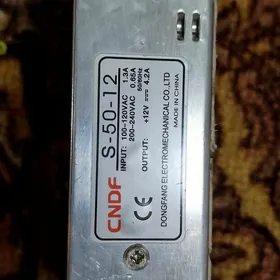 CNDF
S-50-12
INPUT: 100-120VAC 1.3A
200-240VAC 0.65A
50/60HZ
OUTPUT: +12V 4.2A
CE
DONGFANG ELECTROMECHANICAL CO.,LTD
MADE IN CHINA